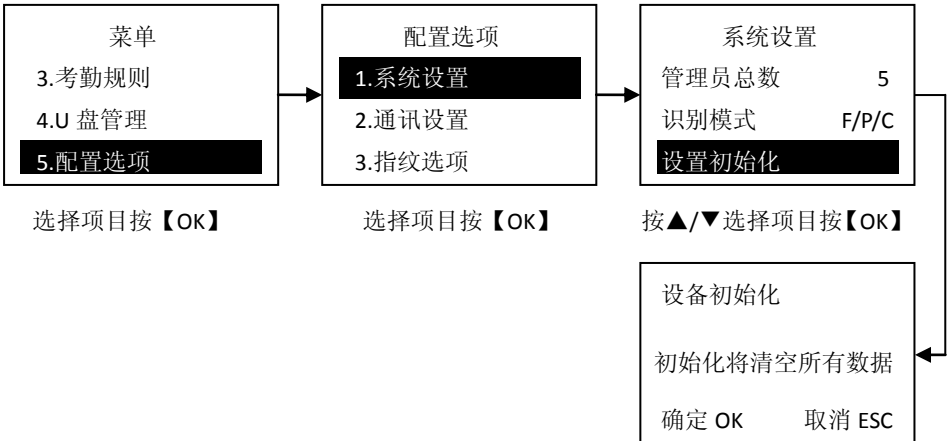 菜单
3.考勤规则
4.U 盘管理
5.配置选项
选择项目按【OK】
配置选项
1.系统设置
2.通讯设置
3.指纹选项
选择项目按【OK】
系统设置
管理员总数 5
识别模式 F/P/C
设置初始化
按▲/▼选择项目按【OK】
设备初始化
初始化将清空所有数据
确定 OK 取消 ESC